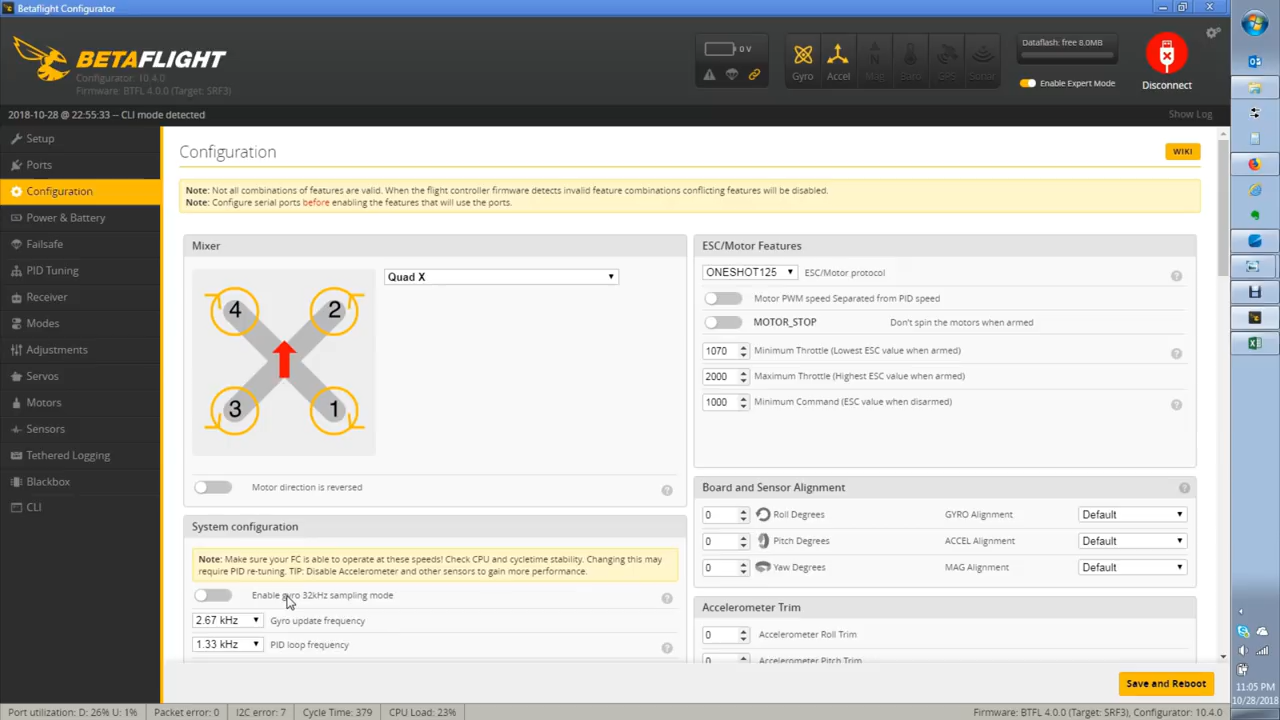 Betaflight Configurator
BETAFLIGHT
Configurator: 10.4.0
Firmware: BTFL 4.0.0 (Target: SRF3)
0 V
Gyro
Accel
Mag
Baro
GPS
Sonar
Dataflash: free 8.0MB
Enable Expert Mode
Disconnect
2018-10-28 @ 22:55:33 -- CLI mode detected
Show Log
Setup
Ports
Configuration
Power & Battery
Failsafe
PID Tuning
Receiver
Modes
Adjustments
Servos
Motors
Sensors
Tethered Logging
Blackbox
CLI
Configuration
WIKI
Note: Not all combinations of features are valid. When the flight controller firmware detects invalid feature combinations conflicting features will be disabled.
Note: Configure serial ports before enabling the features that will use the ports.
Mixer
Quad X
4
2
3
1
Motor direction is reversed
System configuration
Note: Make sure your FC is able to operate at these speeds! Check CPU and cycletime stability. Changing this may
require PID re-tuning. TIP: Disable Accelerometer and other sensors to gain more performance.
Enable gyro 32kHz sampling mode
2.67 kHz Gyro update frequency
1.33 kHz PID loop frequency
ESC/Motor Features
ONESHOT125 ESC/Motor protocol
Motor PWM speed Separated from PID speed
MOTOR_STOP Don't spin the motors when armed
1070 Minimum Throttle (Lowest ESC value when armed)
2000 Maximum Throttle (Highest ESC value when armed)
1000 Minimum Command (ESC value when disarmed)
Board and Sensor Alignment
0 Roll Degrees GYRO Alignment Default
0 Pitch Degrees ACCEL Alignment Default
0 Yaw Degrees MAG Alignment Default
Accelerometer Trim
0 Accelerometer Roll Trim
0 Accelerometer Pitch Trim
Save and Reboot
Port utilization: D: 26% U: 1% Packet error: 0 I2C error: 7 Cycle Time: 379 CPU Load: 23% Firmware: BTFL 4.0.0 (Target: SRF3), Configurator: 10.4.0
11:05 PM
10/28/2018